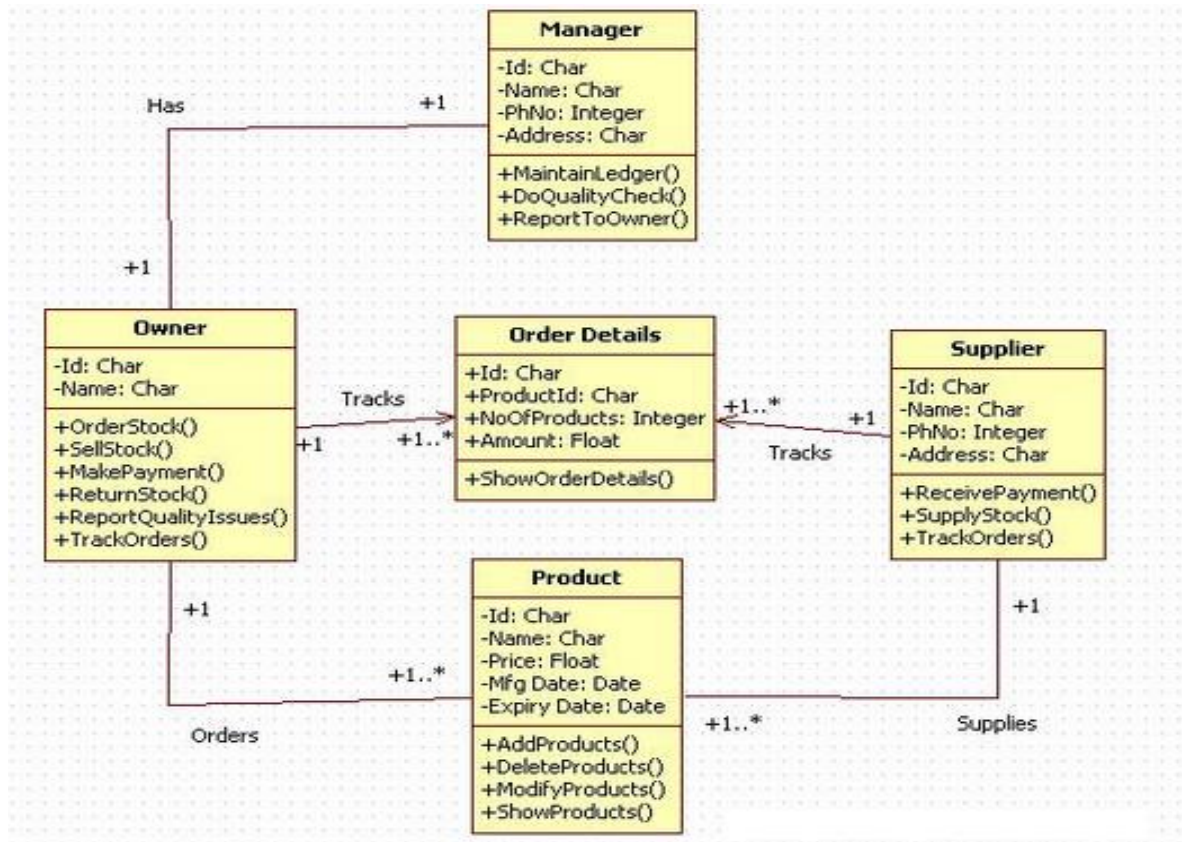 Manager
-Id: Char
-Name: Char
-PhNo: Integer
-Address: Char
+MaintainLedger()
+DoQualityCheck()
+ReportToOwner()
Has
+1
+1
Owner
-Id: Char
-Name: Char
+OrderStock()
+SellStock()
+MakePayment()
+ReturnStock()
+ReportQualityIssues()
+TrackOrders()
Tracks
+1
+1..*
Order Details
+Id: Char
+ProductId: Char
+NoOfProducts: Integer
+Amount: Float
+ShowOrderDetails()
+1..*
+1
Tracks
Supplier
-Id: Char
-Name: Char
-PhNo: Integer
-Address: Char
+ReceivePayment()
+SupplyStock()
+TrackOrders()
+1
+1..*
Orders
Product
-Id: Char
-Name: Char
-Price: Float
-Mfg Date: Date
-Expiry Date: Date
+AddProducts()
+DeleteProducts()
+ModifyProducts()
+ShowProducts()
+1
+1..*
Supplies